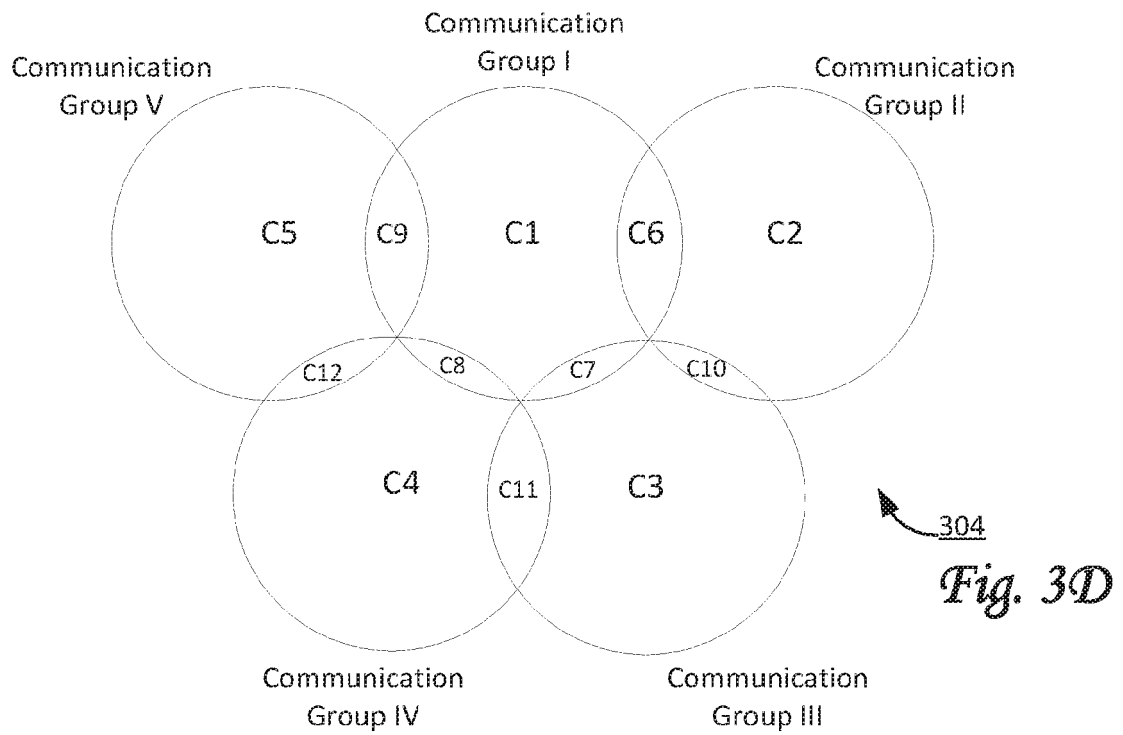 Communication
Group I
Communication
Group V
Communication
Group II
C5
C9
C1
C6
C2
C12
C8
C7
C10
C4
C11
C3
304
Fig. 3D
Communication
Group IV
Communication
Group III